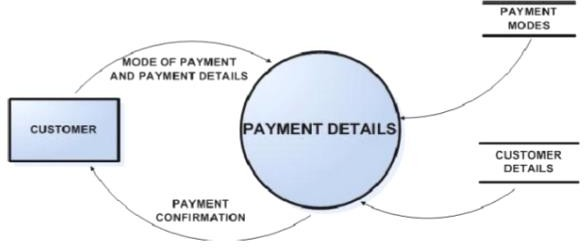 PAYMENT
MODES
MODE OF PAYMENT
AND PAYMENT DETAILS
CUSTOMER
PAYMENT DETAILS
CUSTOMER
DETAILS
PAYMENT
CONFIRMATION